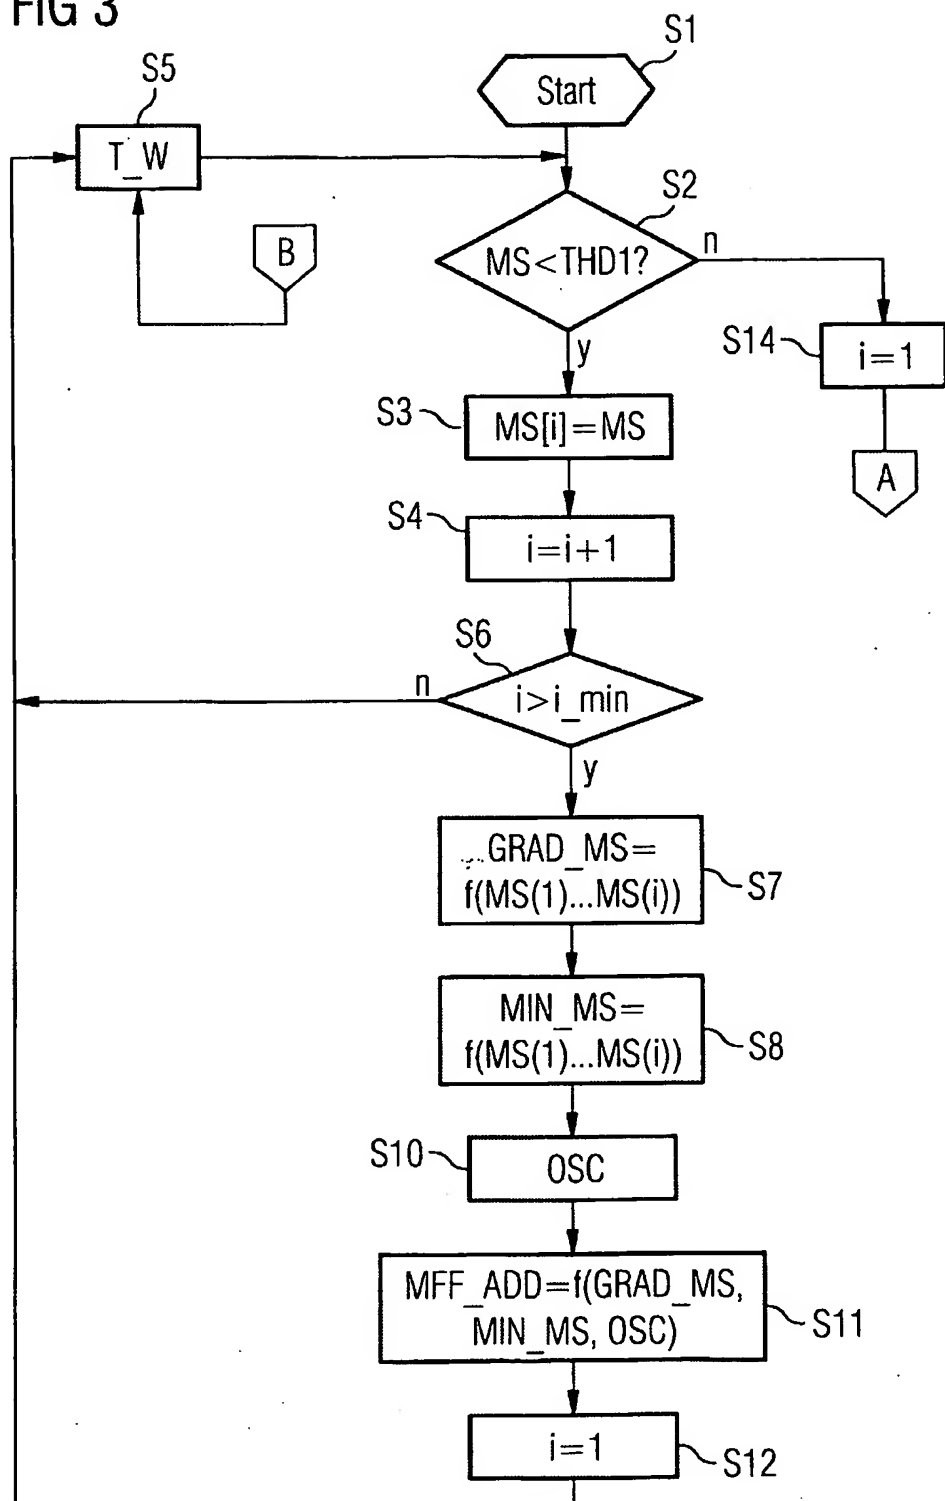 FIG 3
S1
Start
S5
T_W
S2
MS<THD1?
n
B
y
S14
i=1
S3
MS[i]=MS
A
S4
i=i+1
S6
n
i>i_min
y
GRAD_MS=
f(MS(1)...MS(i))
S7
MIN_MS=
f(MS(1)...MS(i))
S8
S10
OSC
MFF_ADD=f(GRAD_MS,
MIN_MS, OSC)
S11
i=1
S12